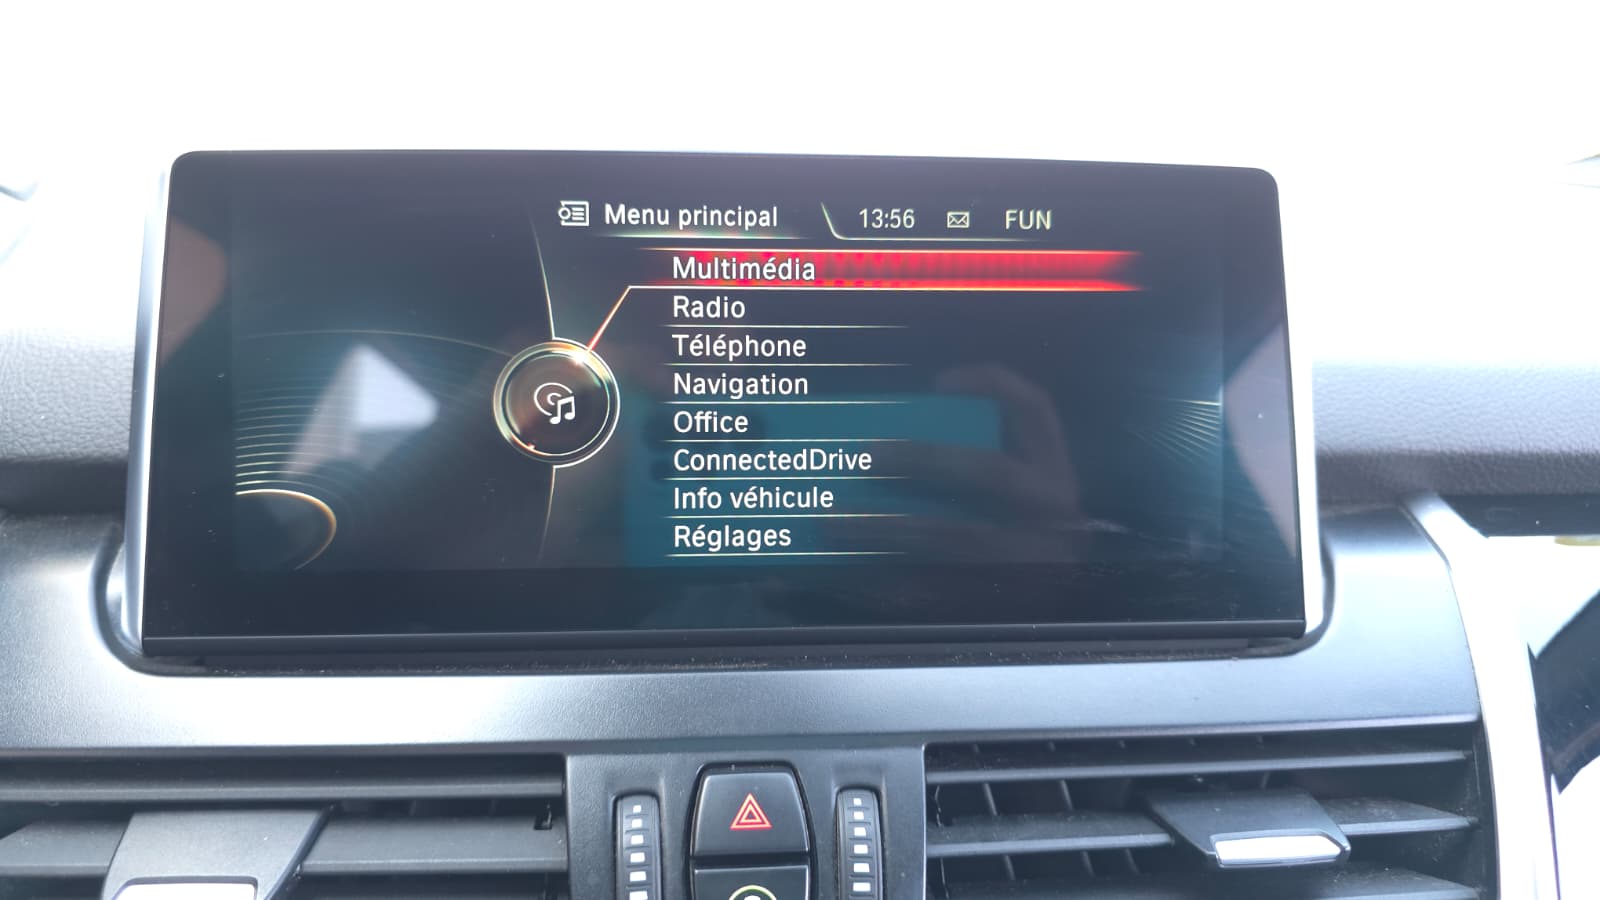 Menu principal 13:56 FUN
Multimédia
Radio
Téléphone
Navigation
Office
ConnectedDrive
Info véhicule
Réglages